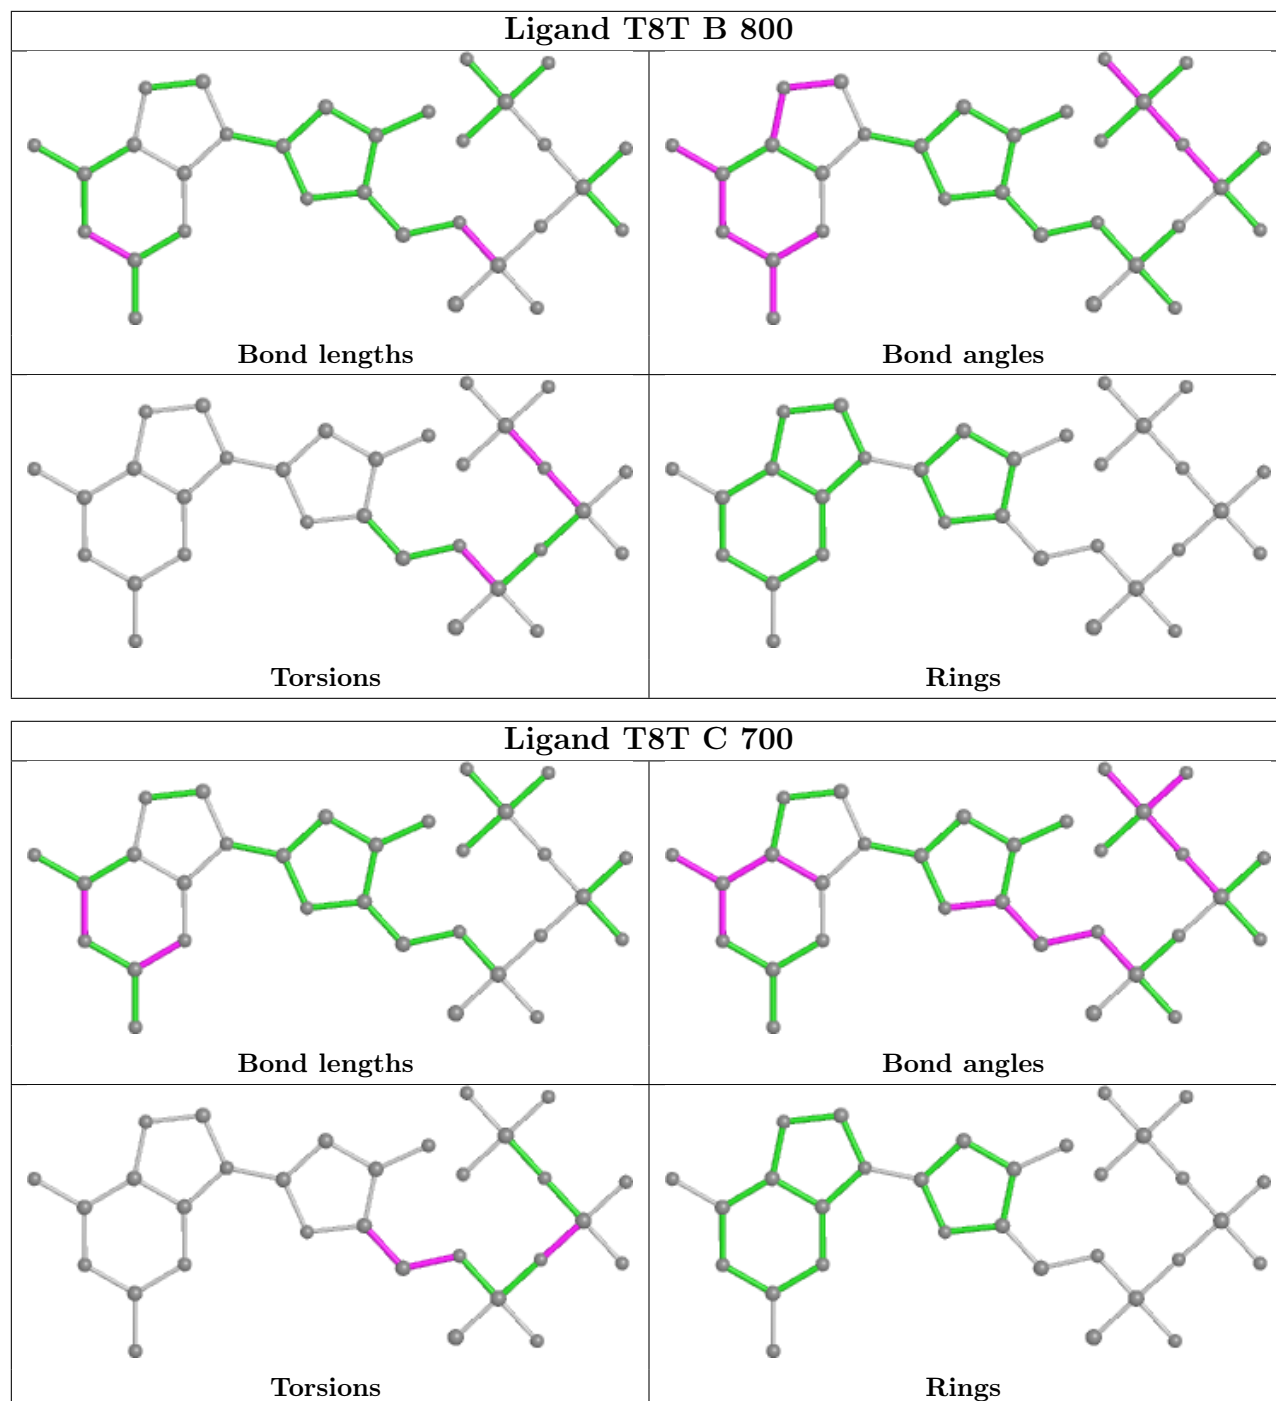 Ligand T8T B 800
Bond lengths
Bond angles
Torsions
Rings
Ligand T8T C 700
Bond lengths
Bond angles
Torsions
Rings